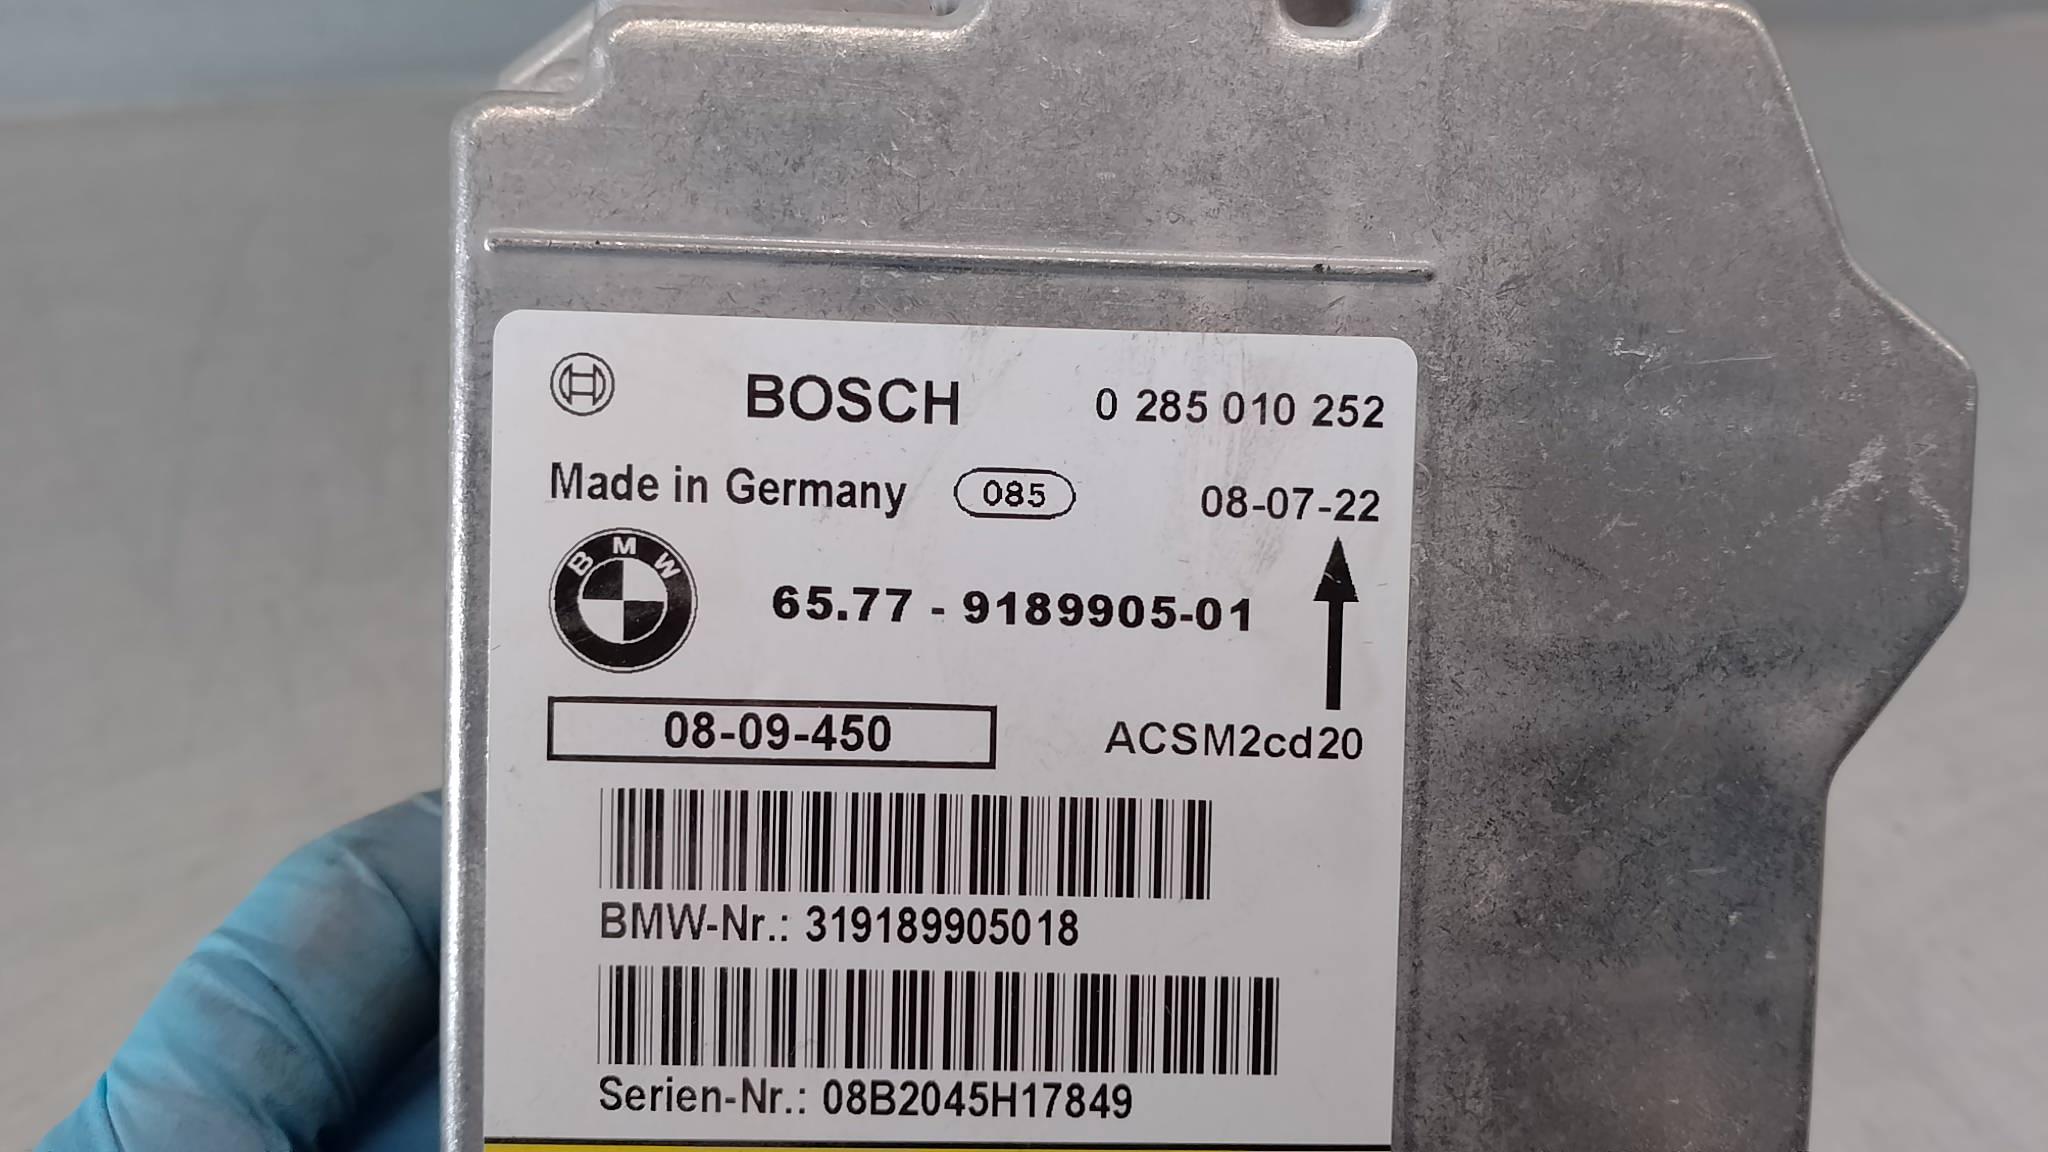 BOSCH 0 285 010 252
Made in Germany 085 08-07-22
BMW
65.77 - 9189905-01
08-09-450 ACSM2cd20
BMW-Nr.: 319189905018
Serien-Nr.: 08B2045H17849